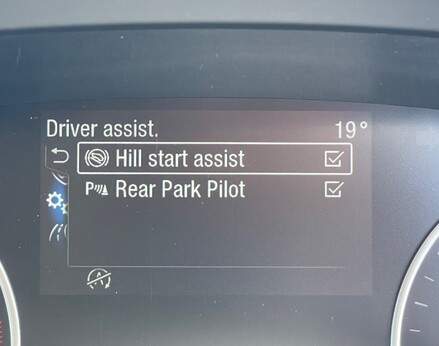 Driver assist. 19°
Hill start assist
P Rear Park Pilot
A